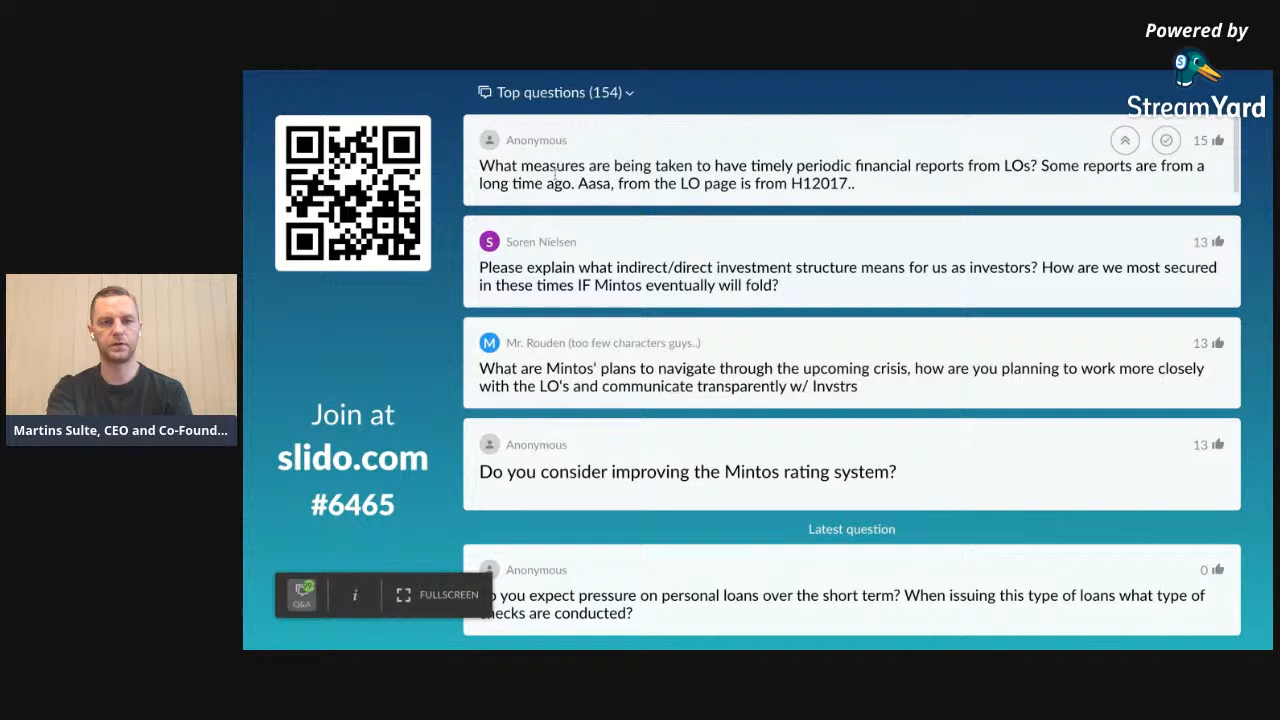 Powered by
StreamYard
Top questions (154)
Anonymous
15
What measures are being taken to have timely periodic financial reports from LOs? Some reports are from a
long time ago. Aasa, from the LO page is from H12017..
S Soren Nielsen
13
Please explain what indirect/direct investment structure means for us as investors? How are we most secured
in these times IF Mintos eventually will fold?
M Mr. Rouden (too few characters guys..)
13
What are Mintos' plans to navigate through the upcoming crisis, how are you planning to work more closely
with the LO's and communicate transparently w/ Invstrs
Anonymous
13
Do you consider improving the Mintos rating system?
Latest question
Anonymous
0
you expect pressure on personal loans over the short term? When issuing this type of loans what type of
are conducted?
Join at
slido.com
#6465
Q&A
i
FULLSCREEN
Martins Sulte, CEO and Co-Found...